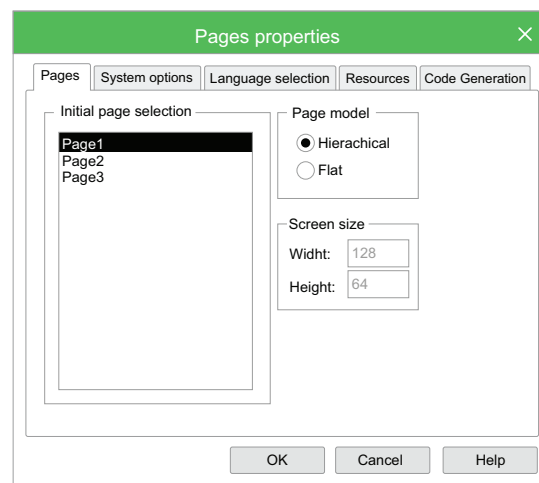 Pages properties
Pages System options Language selection Resources Code Generation
Initial page selection
Page1
Page2
Page3
Page model
Hierachical
Flat
Screen size
Widht: 128
Height: 64
OK Cancel Help